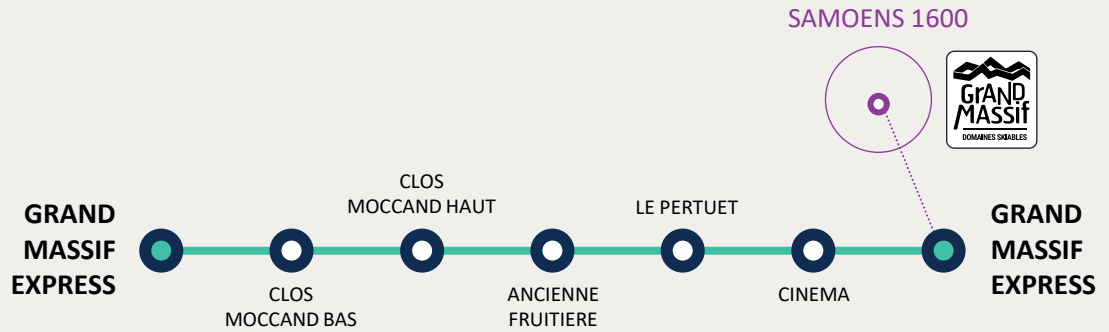 SAMOENS 1600
GrAND
MASSif
DOMAINES SKIABLES
GRAND
MASSIF
EXPRESS
CLOS
MOCCAND BAS
CLOS
MOCCAND HAUT
ANCIENNE
FRUITIERE
LE PERTUET
CINEMA
GRAND
MASSIF
EXPRESS